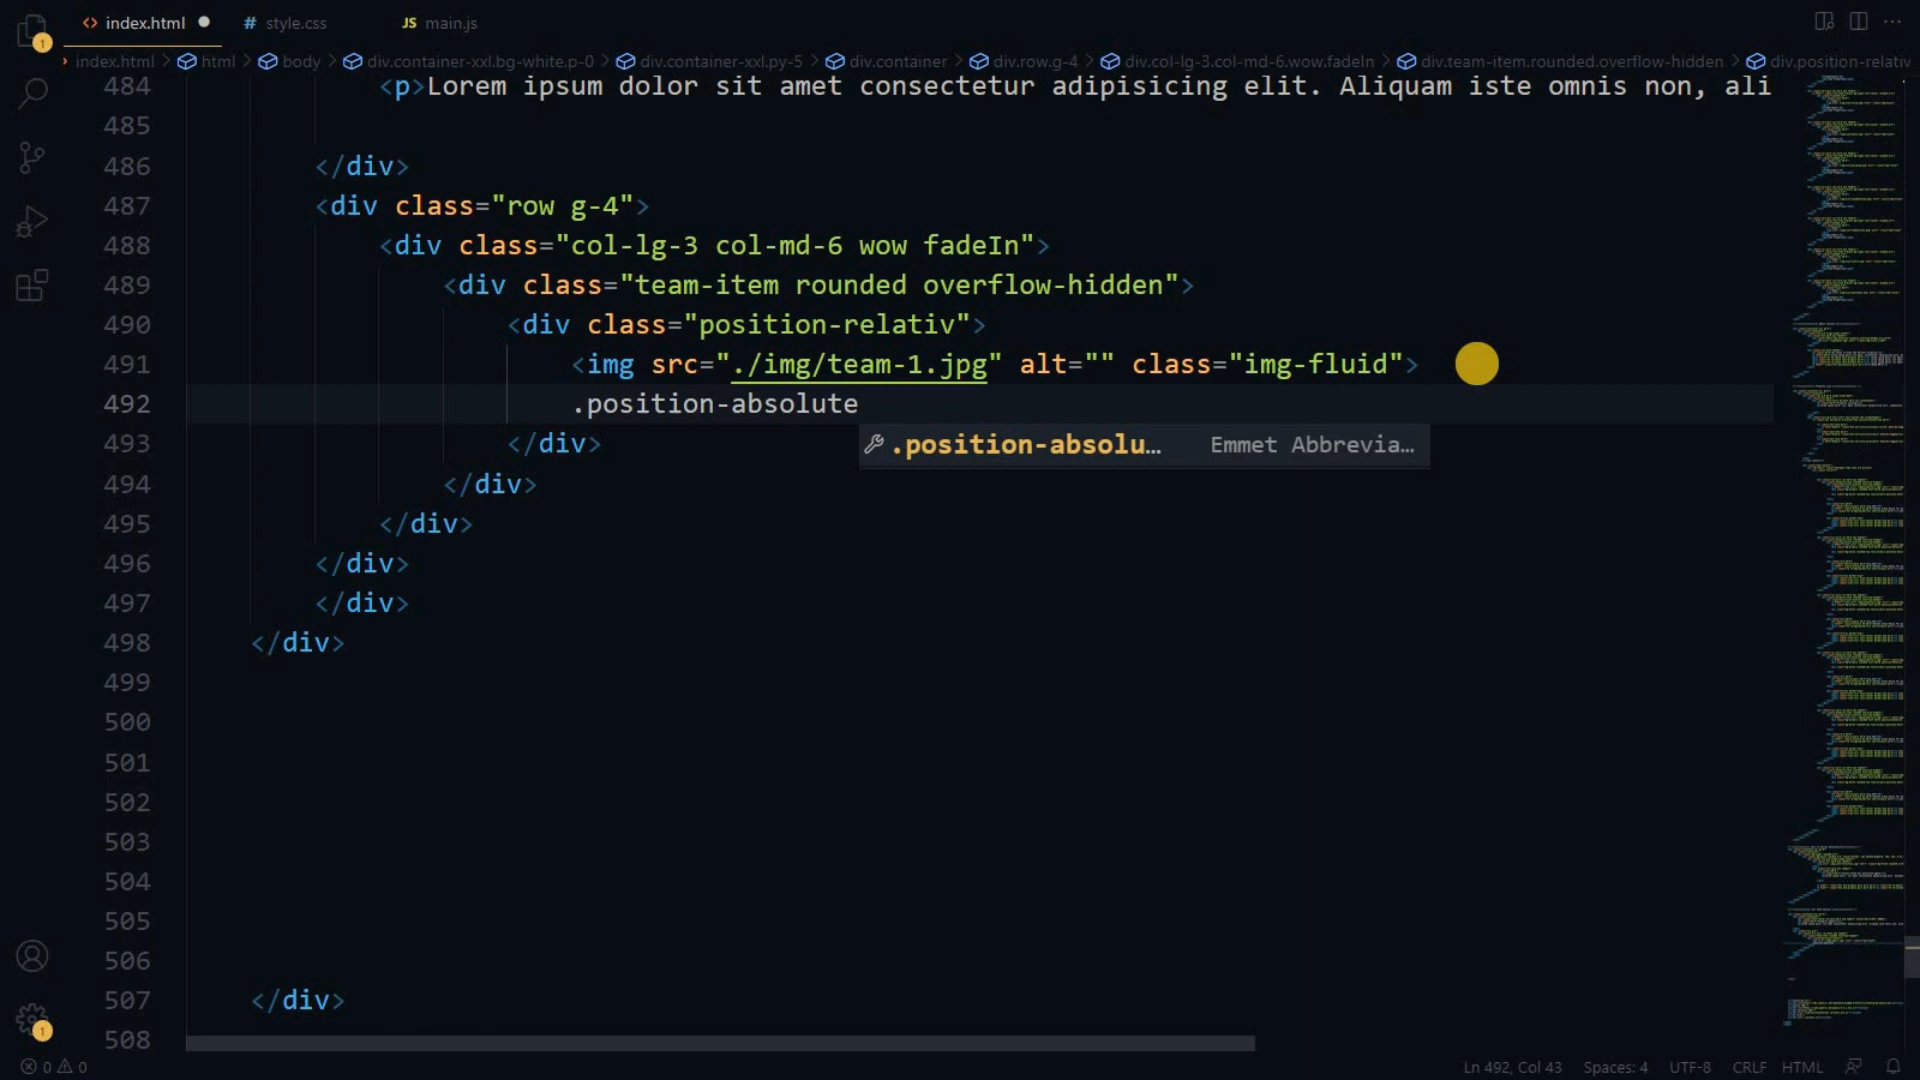 index.html
style.css
JS main.js
index.html > html > body > div.container-xxl.bg-white.p-0 > div.container-xxl.py-5 > div.container > div.row.g-4 > div.col-lg-3.col-md-6.wow.fadeIn > div.team-item.rounded.overflow-hidden > div.position-relativ
484 <p>Lorem ipsum dolor sit amet consectetur adipisicing elit. Aliquam iste omnis non, ali
485
486 </div>
487 <div class="row g-4">
488 <div class="col-lg-3 col-md-6 wow fadeIn">
489 <div class="team-item rounded overflow-hidden">
490 <div class="position-relativ">
491 <img src="./img/team-1.jpg" alt="" class="img-fluid">
492 .position-absolute
.position-absolu… Emmet Abbrevia…
493 </div>
494 </div>
495 </div>
496 </div>
497 </div>
498 </div>
499
500
501
502
503
504
505
506
507 </div>
508
1
1
0 0
Ln 492, Col 43 Spaces: 4 UTF-8 CRLF HTML